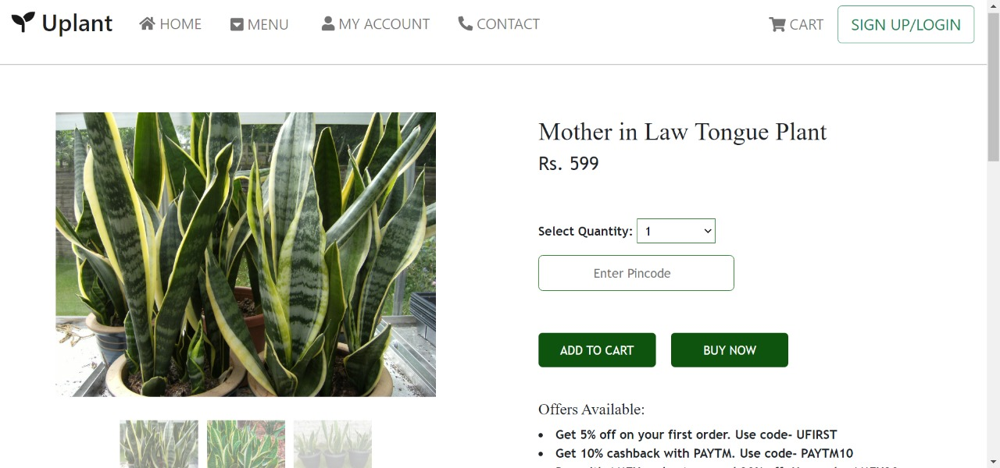 Uplant
HOME
MENU
MY ACCOUNT
CONTACT
CART
SIGN UP/LOGIN
Mother in Law Tongue Plant
Rs. 599
Select Quantity: 1
Enter Pincode
ADD TO CART
BUY NOW
Offers Available:
• Get 5% off on your first order. Use code- UFIRST
• Get 10% cashback with PAYTM. Use code- PAYTM10